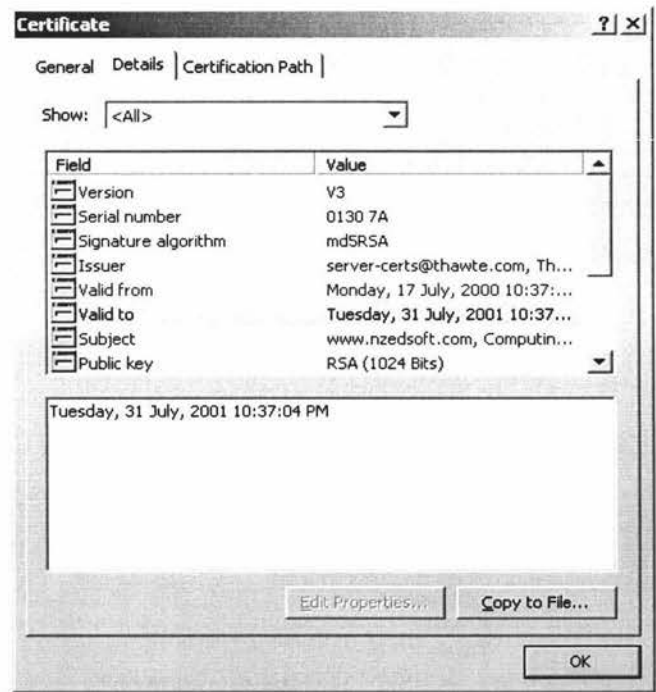 Certificate
General Details Certification Path
Show: <All>
Field Value
Version V3
Serial number 0130 7A
Signature algorithm md5RSA
Issuer server-certs@thawte.com, Th...
Valid from Monday, 17 July, 2000 10:37:...
Valid to Tuesday, 31 July, 2001 10:37...
Subject www.nzedsoft.com, Computin...
Public key RSA (1024 Bits)
Tuesday, 31 July, 2001 10:37:04 PM
Edit Properties... Copy to File...
OK